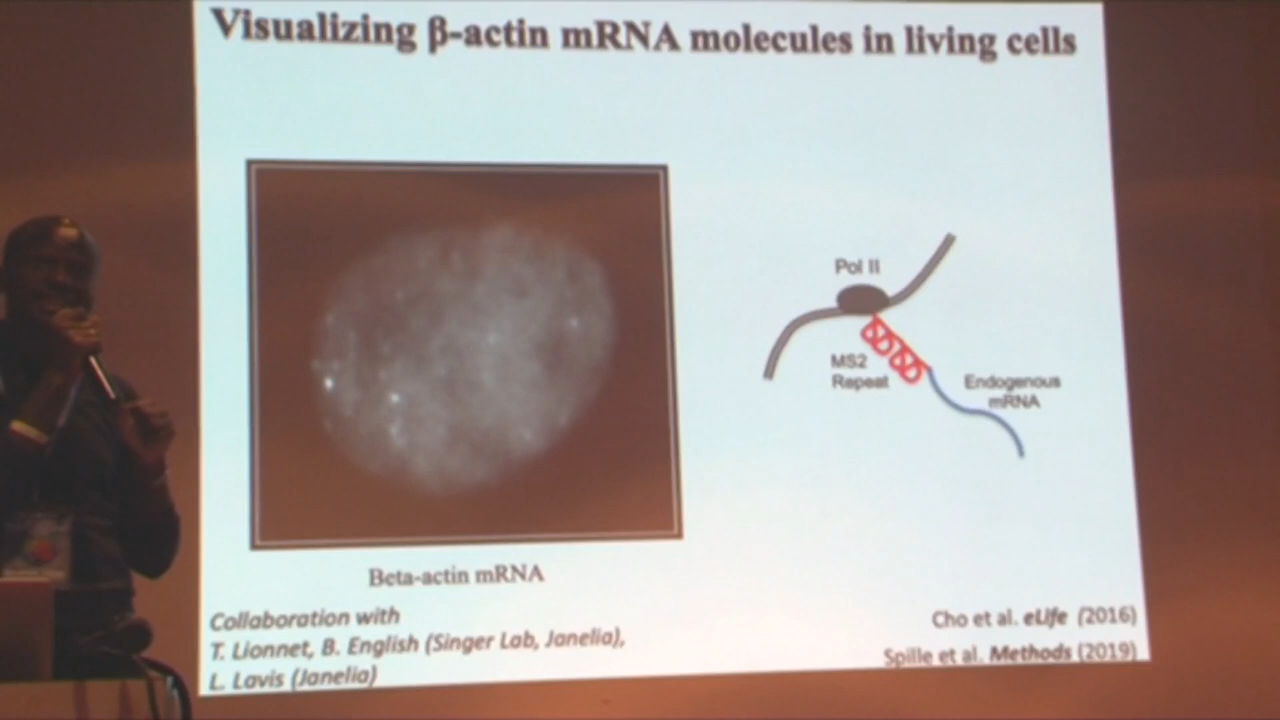 Visualizing β-actin mRNA molecules in living cells
Pol II
MS2
Repeat
Endogenous
mRNA
Beta-actin mRNA
Collaboration with
T. Lionnet, B. English (Singer Lab, Janelia),
L. Lavis (Janelia)
Cho et al. eLife (2016)
Spille et al. Methods (2019)